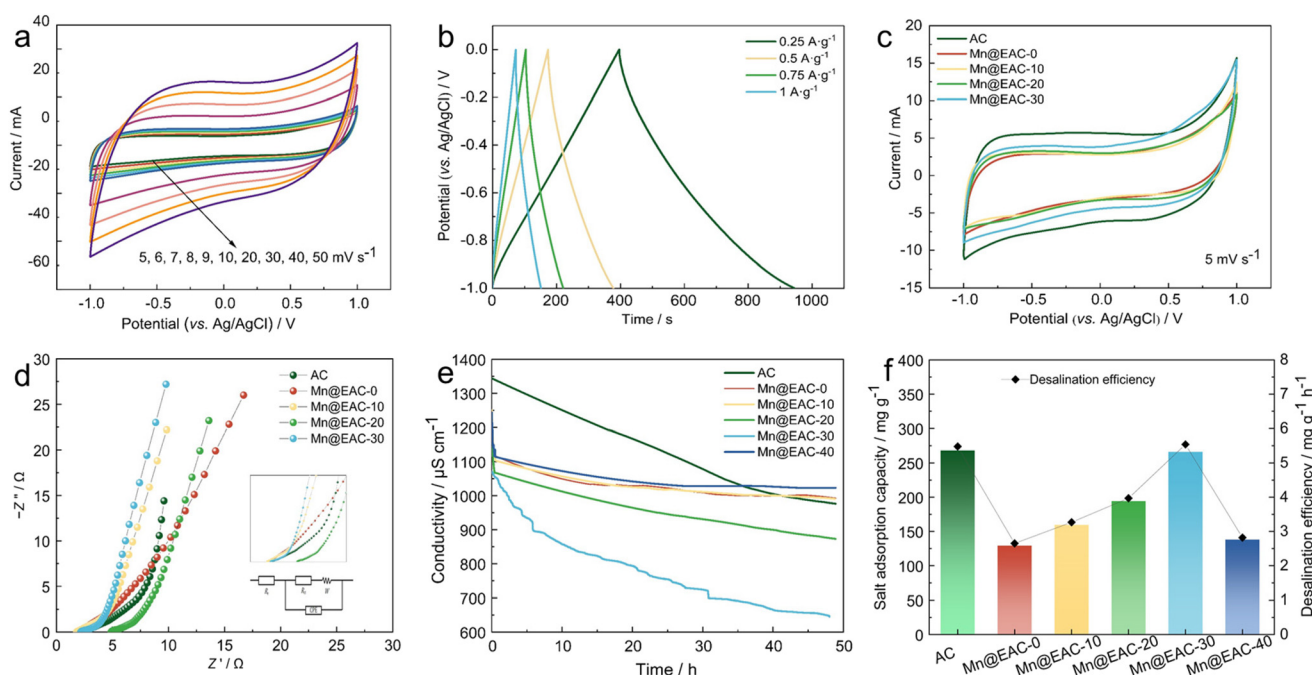 a
Current / mA
40
20
0
-20
-40
-60
5, 6, 7, 8, 9, 10, 20, 30, 40, 50 mV s⁻¹
-1.0 -0.5 0.0 0.5 1.0
Potential (vs. Ag/AgCl) / V
b
Potential (vs. Ag/AgCl) / V
0.0
-0.2
-0.4
-0.6
-0.8
-1.0
0.25 A·g⁻¹
0.5 A·g⁻¹
0.75 A·g⁻¹
1 A·g⁻¹
0 200 400 600 800 1000
Time / s
c
Current / mA
20
15
10
5
0
-5
-10
-15
AC
Mn@EAC-0
Mn@EAC-10
Mn@EAC-20
Mn@EAC-30
5 mV s⁻¹
-1.0 -0.5 0.0 0.5 1.0
Potential (vs. Ag/AgCl) / V
d
-Z″ / Ω
30
25
20
15
10
5
0
AC
Mn@EAC-0
Mn@EAC-10
Mn@EAC-20
Mn@EAC-30
0 5 10 15 20 25 30
Z′ / Ω
e
Conductivity / µS cm⁻¹
1400
1300
1200
1100
1000
900
800
700
600
AC
Mn@EAC-0
Mn@EAC-10
Mn@EAC-20
Mn@EAC-30
Mn@EAC-40
0 10 20 30 40 50
Time / h
f
Salt adsorption capacity / mg g⁻¹
400
350
300
250
200
150
100
50
0
Desalination efficiency
8
7
6
5
4
3
2
1
0
Desalination efficiency / mg g⁻¹ h⁻¹
AC
Mn@EAC-0
Mn@EAC-10
Mn@EAC-20
Mn@EAC-30
Mn@EAC-40